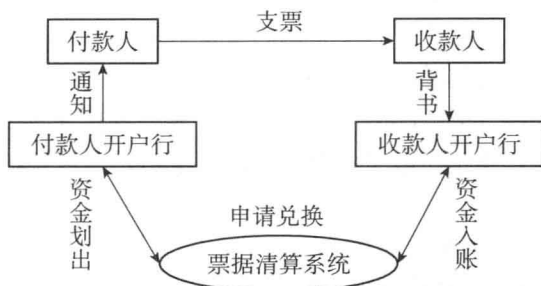 支票
付款人
收款人
通知
背书
付款人开户行
收款人开户行
资金划出
申请兑换
资金入账
票据清算系统